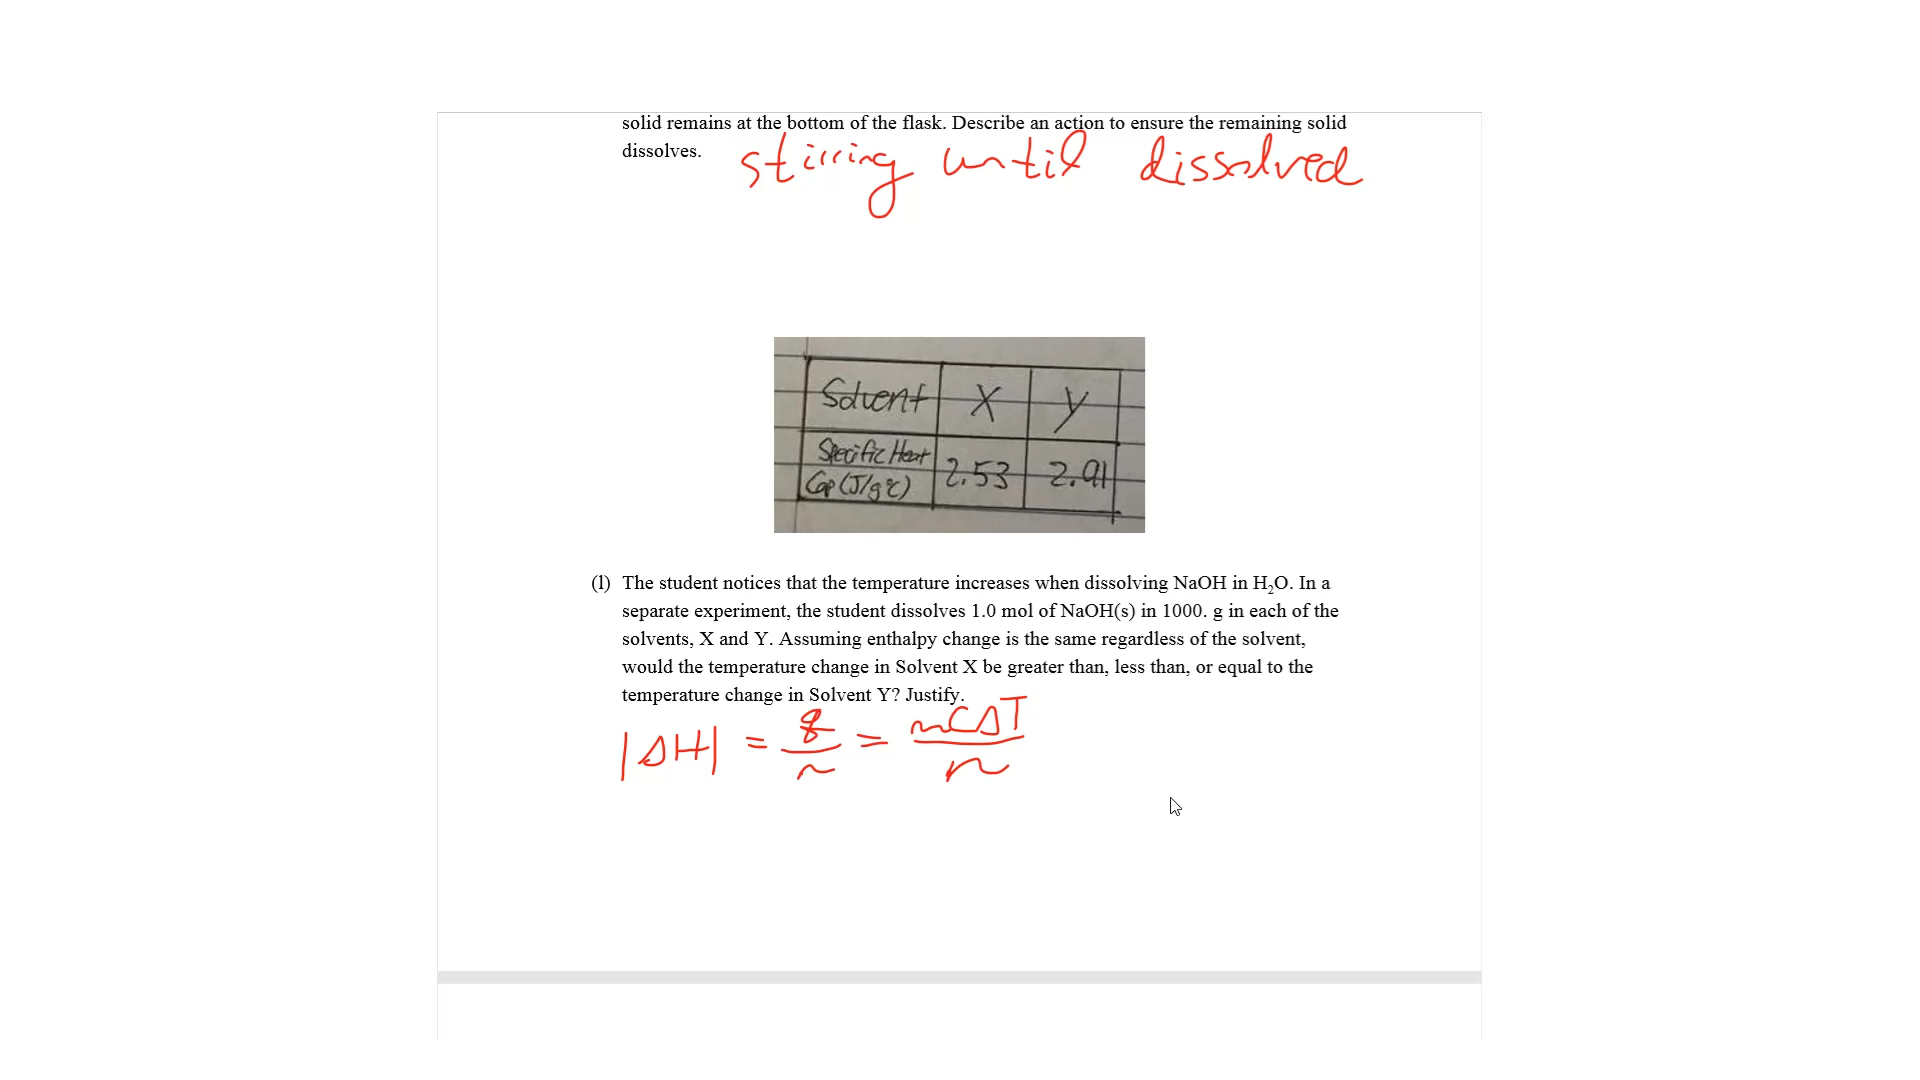 solid remains at the bottom of the flask. Describe an action to ensure the remaining solid
dissolves.
stirring until dissolved
Solvent X Y
Specific Heat
Cap (J/g°C) 2.53 2.91
(l) The student notices that the temperature increases when dissolving NaOH in H₂O. In a
separate experiment, the student dissolves 1.0 mol of NaOH(s) in 1000. g in each of the
solvents, X and Y. Assuming enthalpy change is the same regardless of the solvent,
would the temperature change in Solvent X be greater than, less than, or equal to the
temperature change in Solvent Y? Justify.
|ΔH| = q/n = mCΔT/n